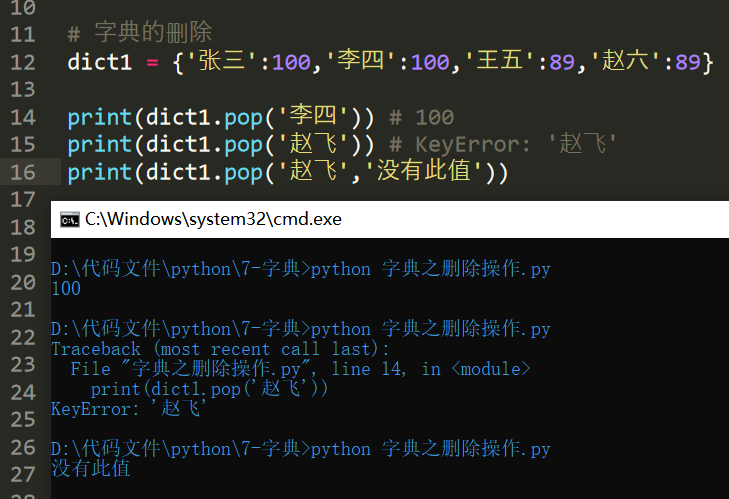 10
11 # 字典的删除
12 dict1 = {'张三':100,'李四':100,'王五':89,'赵六':89}
13
14 print(dict1.pop('李四')) # 100
15 print(dict1.pop('赵飞')) # KeyError: '赵飞'
16 print(dict1.pop('赵飞','没有此值'))
17
18 C:\Windows\system32\cmd.exe
19
20 D:\代码文件\python\7-字典>python 字典之删除操作.py
100
21
22 D:\代码文件\python\7-字典>python 字典之删除操作.py
Traceback (most recent call last):
23 File "字典之删除操作.py", line 14, in <module>
24 print(dict1.pop('赵飞'))
25 KeyError: '赵飞'
26 D:\代码文件\python\7-字典>python 字典之删除操作.py
27 没有此值